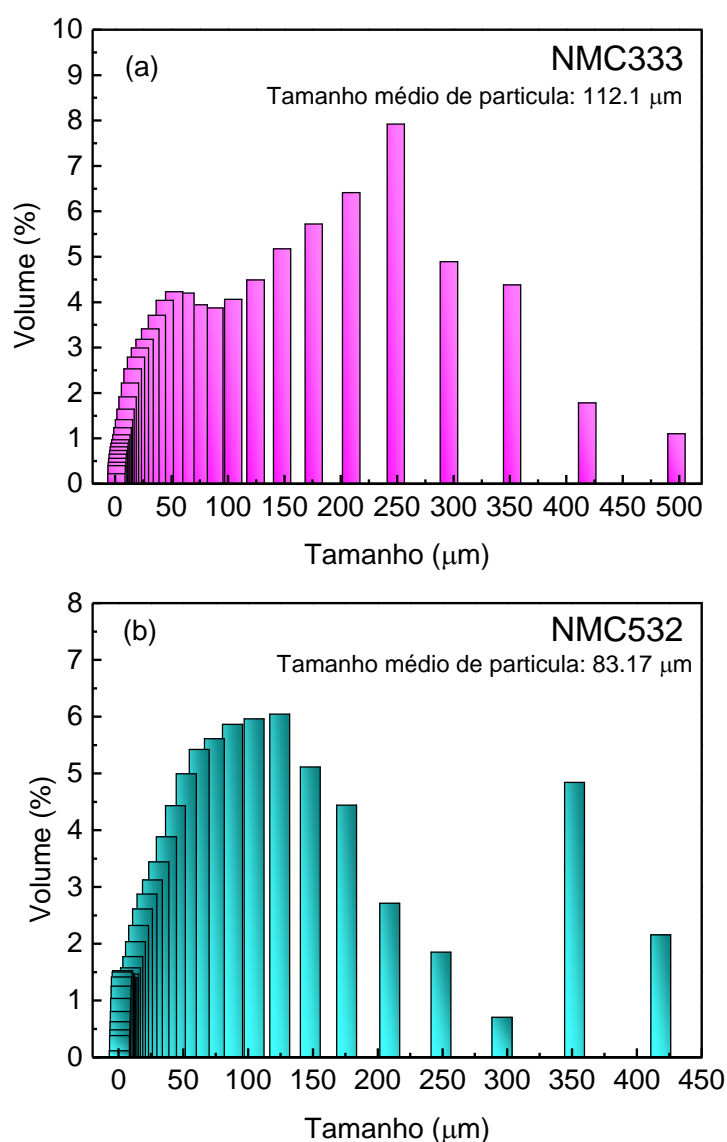 (a)
NMC333
Tamanho médio de particula: 112.1 μm
10
9
8
7
6
5
4
3
2
1
0
Volume (%)
0 50 100 150 200 250 300 350 400 450 500
Tamanho (μm)
(b)
NMC532
Tamanho médio de particula: 83.17 μm
8
7
6
5
4
3
2
1
0
Volume (%)
0 50 100 150 200 250 300 350 400 450
Tamanho (μm)